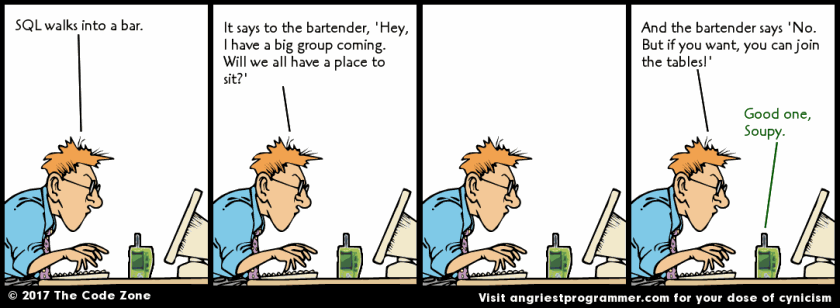 SQL walks into a bar.
It says to the bartender, 'Hey,
I have a big group coming.
Will we all have a place to
sit?'
And the bartender says 'No.
But if you want, you can join
the tables!'
Good one,
Soupy.
© 2017 The Code Zone
Visit angriestprogrammer.com for your dose of cynicism